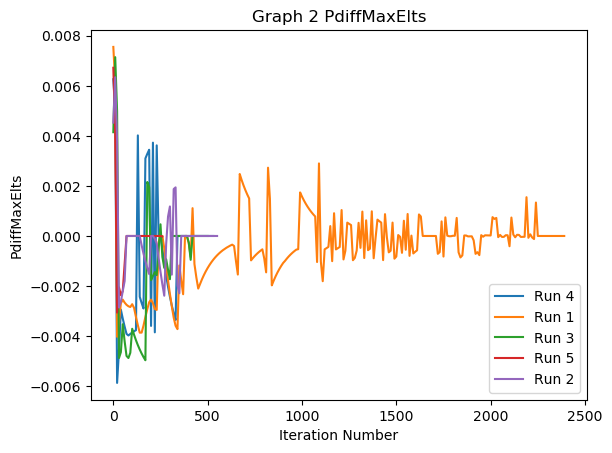 Graph 2 PdiffMaxElts
0.008
0.006
0.004
0.002
0.000
−0.002
−0.004
−0.006
PdiffMaxElts
0
500
1000
1500
2000
2500
Iteration Number
Run 4
Run 1
Run 3
Run 5
Run 2